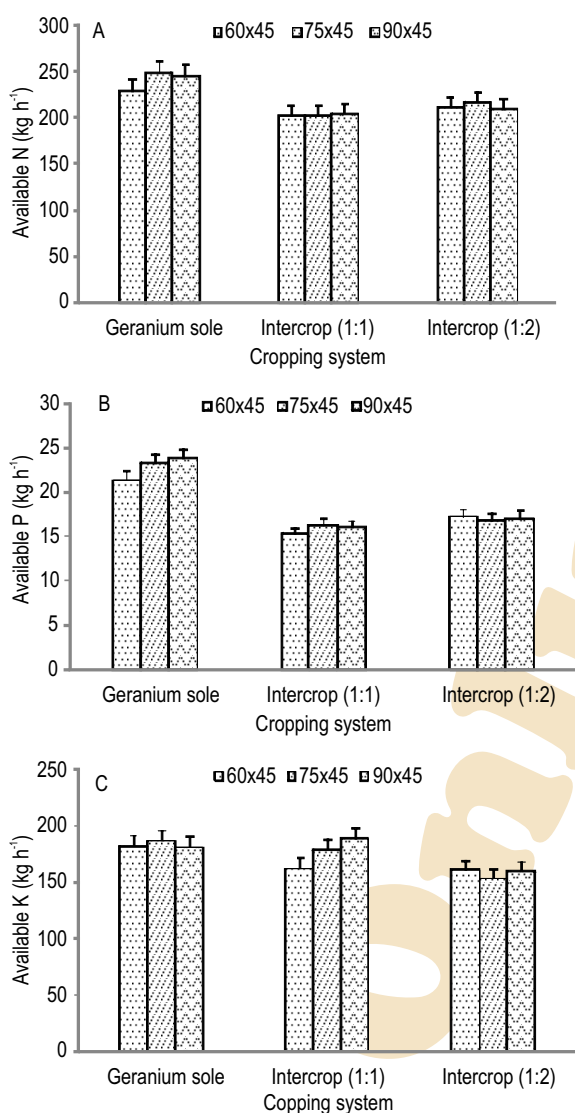 A
60x45 75x45 90x45
Available N (kg h-1)
300
250
200
150
100
50
0
Geranium sole Intercrop (1:1) Intercrop (1:2)
Cropping system
B
60x45 75x45 90x45
Available P (kg h-1)
30
25
20
15
10
5
0
Geranium sole Intercrop (1:1) Intercrop (1:2)
Cropping system
C
60x45 75x45 90x45
Available K (kg h-1)
250
200
150
100
50
0
Geranium sole Intercrop (1:1) Intercrop (1:2)
Copping system